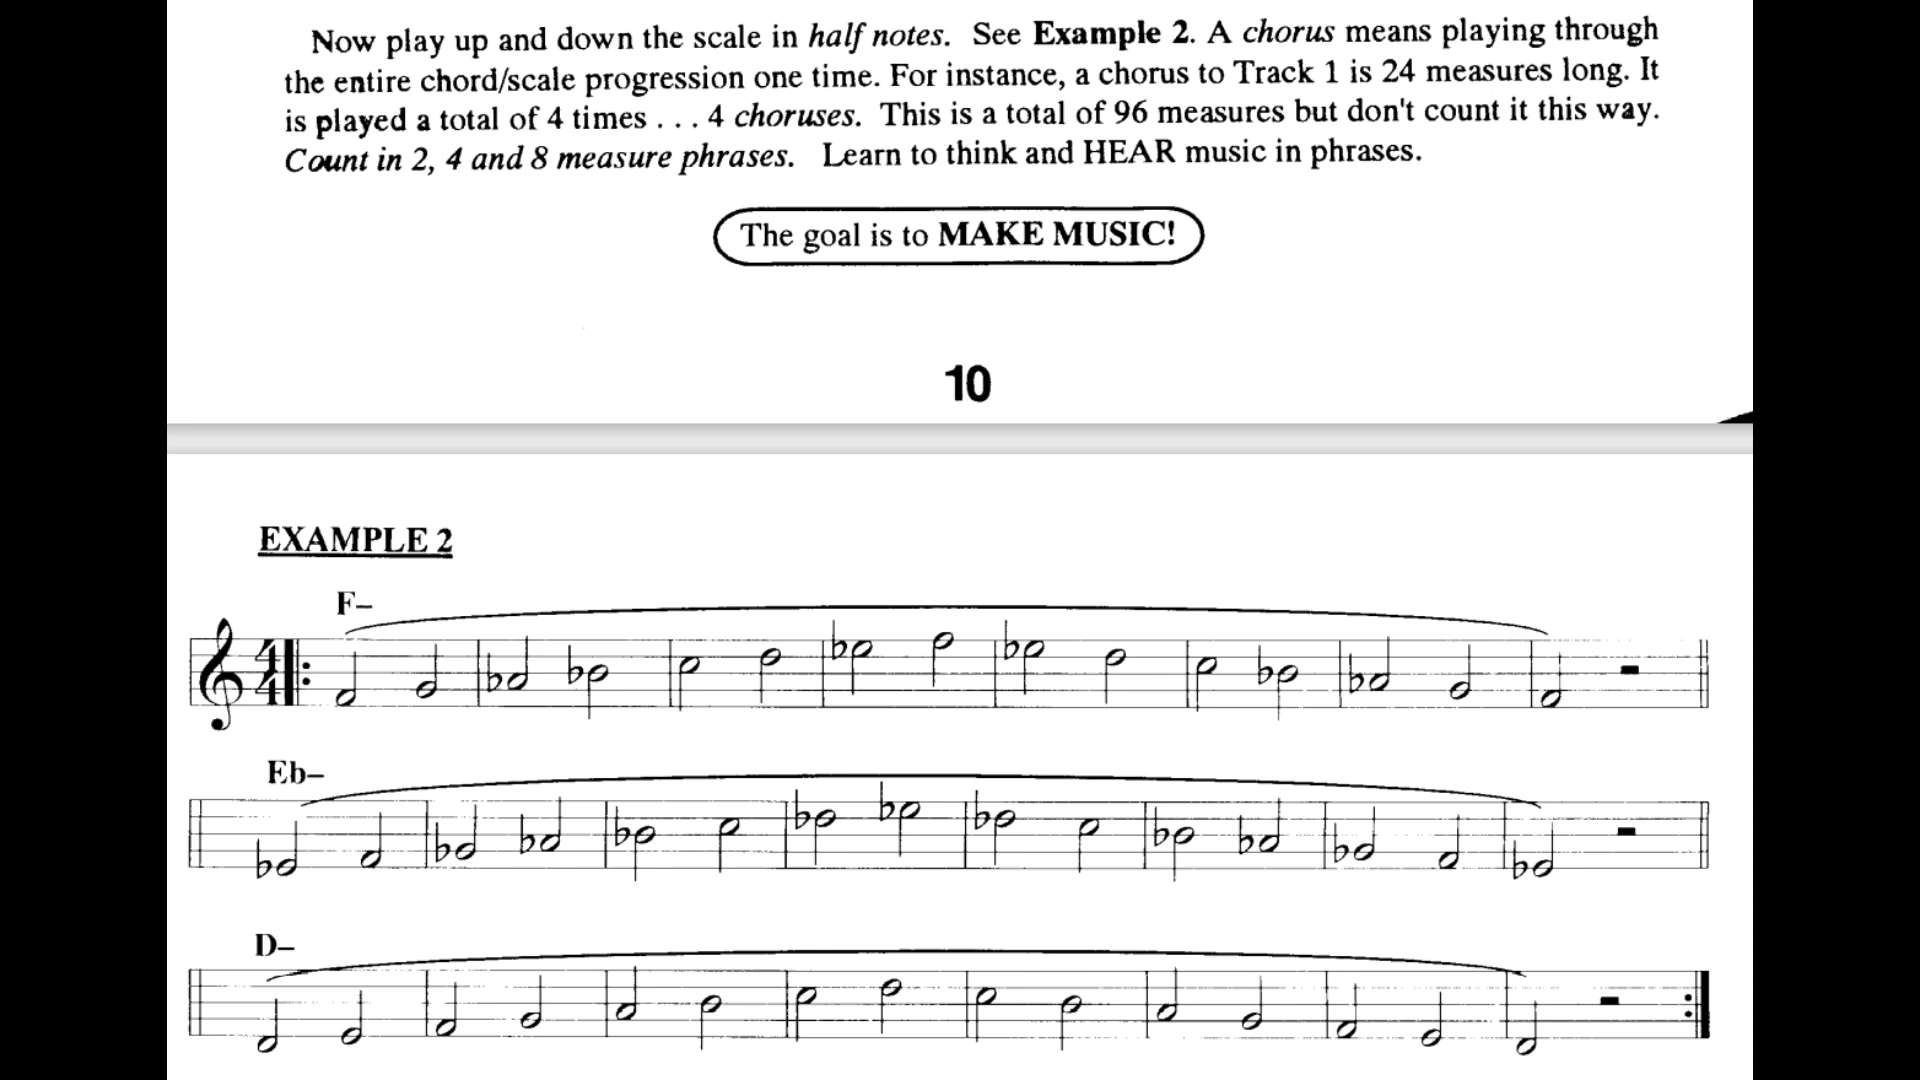 Now play up and down the scale in half notes. See Example 2. A chorus means playing through
the entire chord/scale progression one time. For instance, a chorus to Track 1 is 24 measures long. It
is played a total of 4 times . . . 4 choruses. This is a total of 96 measures but don't count it this way.
Count in 2, 4 and 8 measure phrases. Learn to think and HEAR music in phrases.
The goal is to MAKE MUSIC!
10
EXAMPLE 2
F–
4
4
Eb–
D–